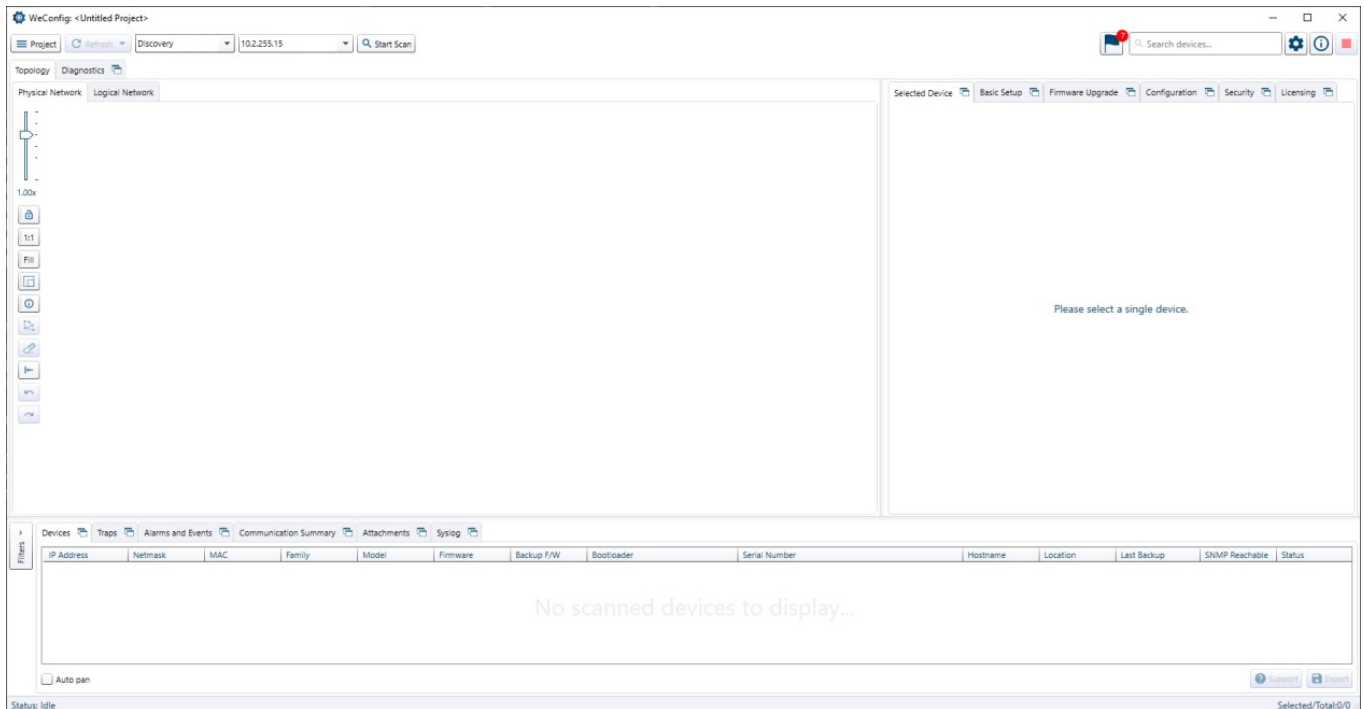 WeConfig: <Untitled Project>
Project Refresh Discovery 10.2.255.15 Start Scan 7 Search devices...
Topology Diagnostics
Physical Network Logical Network
Selected Device Basic Setup Firmware Upgrade Configuration Security Licensing
1.00x
1:1
Fill
Please select a single device.
Filters
Devices Traps Alarms and Events Communication Summary Attachments Syslog
IP Address Netmask MAC Family Model Firmware Backup F/W Bootloader Serial Number Hostname Location Last Backup SNMP Reachable Status
No scanned devices to display...
Auto pan
Support Export
Status: Idle
Selected/Total:0/0